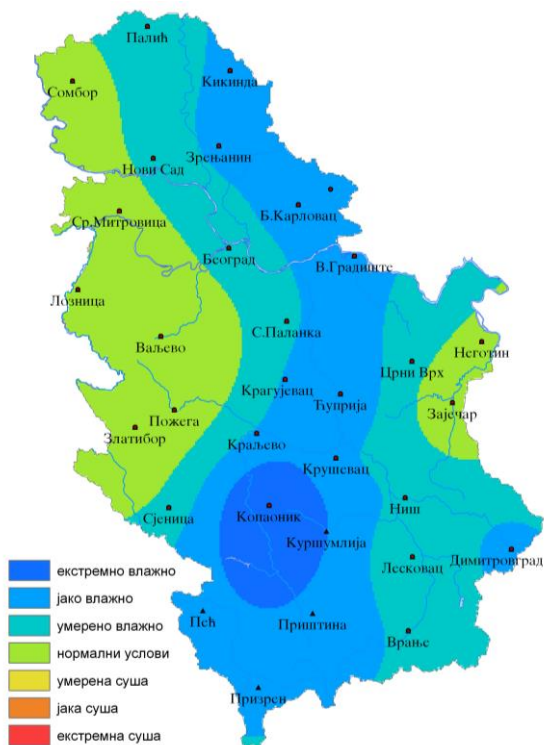 Палић
Кикинда
Сомбор
Зрењанин
Нови Сад
Б.Карловац
Ср.Митровица
Београд
В.Градиште
Лозница
С.Паланка
Ваљево
Неготин
Црни Врх
Крагујевац
Ћуприја
Зајечар
Пожега
Златибор
Краљево
Крушевац
Сјеница
Копаоник
Ниш
Куршумлија
Лесковац
Димитровград
Пећ
Приштина
Врање
Призрен
екстремно влажно
јако влажно
умерено влажно
нормални услови
умерена суша
јака суша
екстремна суша